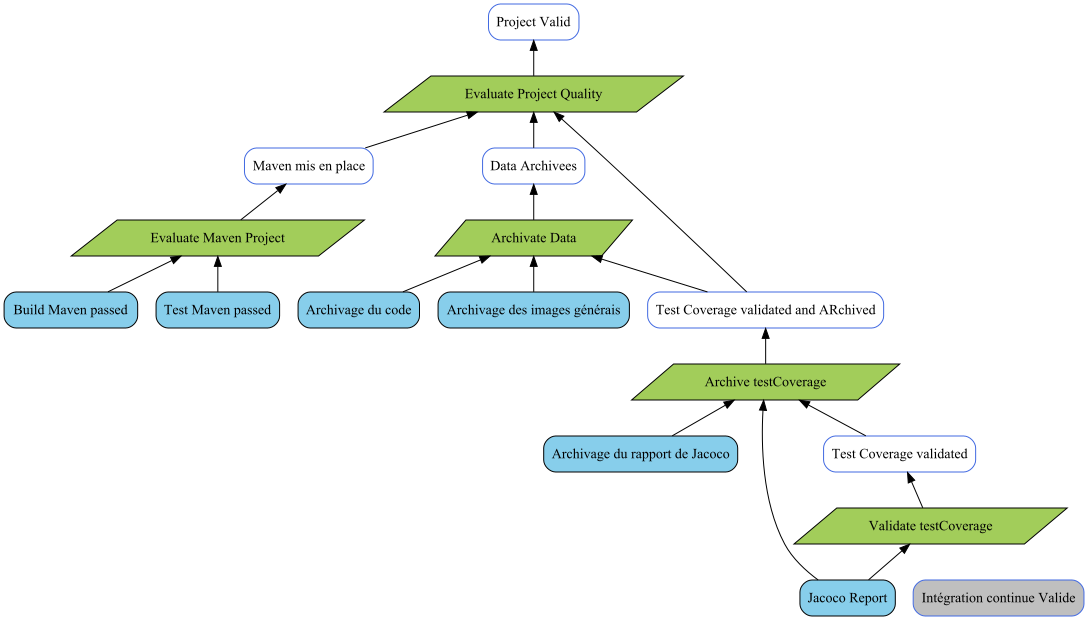 Project Valid
Evaluate Project Quality
Maven mis en place
Data Archivees
Evaluate Maven Project
Archivate Data
Build Maven passed
Test Maven passed
Archivage du code
Archivage des images générais
Test Coverage validated and ARchived
Archive testCoverage
Archivage du rapport de Jacoco
Test Coverage validated
Validate testCoverage
Jacoco Report
Intégration continue Valide